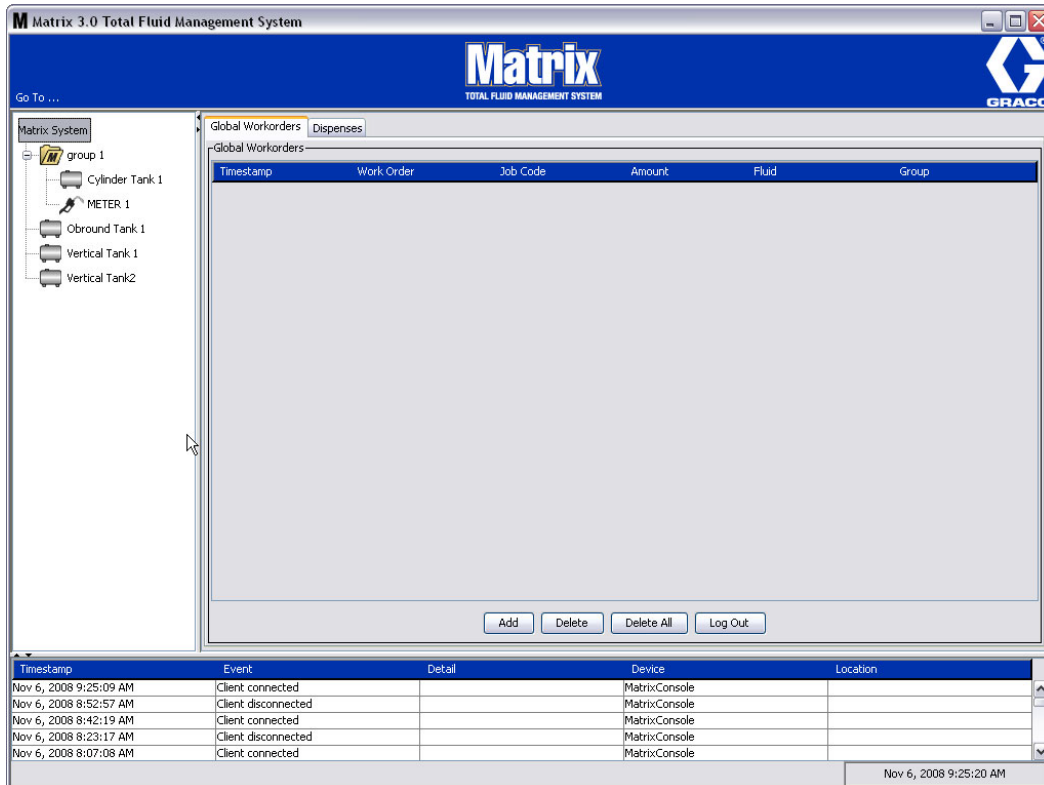 M Matrix 3.0 Total Fluid Management System
Matrix
TOTAL FLUID MANAGEMENT SYSTEM
Go To ...
GRACO
Matrix System
group 1
Cylinder Tank 1
METER 1
Obround Tank 1
Vertical Tank 1
Vertical Tank2
Global Workorders Dispenses
Global Workorders
Timestamp Work Order Job Code Amount Fluid Group
Add Delete Delete All Log Out
Timestamp Event Detail Device Location
Nov 6, 2008 9:25:09 AM Client connected MatrixConsole
Nov 6, 2008 8:52:57 AM Client disconnected MatrixConsole
Nov 6, 2008 8:42:19 AM Client connected MatrixConsole
Nov 6, 2008 8:23:17 AM Client disconnected MatrixConsole
Nov 6, 2008 8:07:08 AM Client connected MatrixConsole
Nov 6, 2008 9:25:20 AM